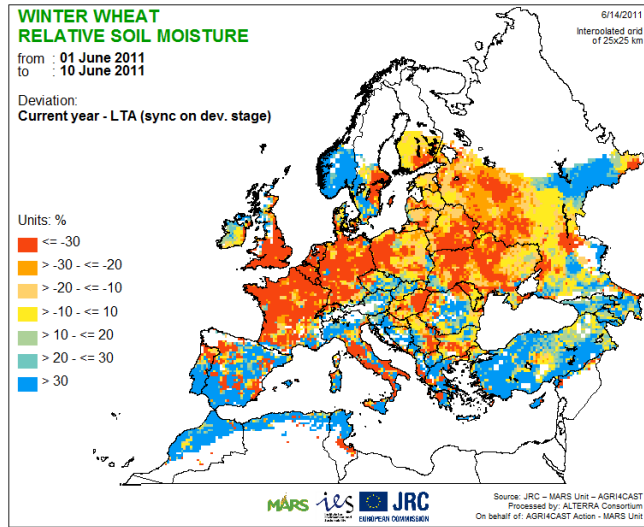 WINTER WHEAT
RELATIVE SOIL MOISTURE
from : 01 June 2011
to : 10 June 2011
Deviation:
Current year - LTA (sync on dev. stage)
6/14/2011
Interpolated grid
of 25x25 km
Units: %
<= -30
> -30 - <= -20
> -20 - <= -10
> -10 - <= 10
> 10 - <= 20
> 20 - <= 30
> 30
MARS
ies
JRC
EUROPEAN COMMISSION
Source: JRC – MARS Unit – AGRI4CAST
Processed by: ALTERRA Consortium
On behalf of: AGRI4CAST Action - MARS Unit